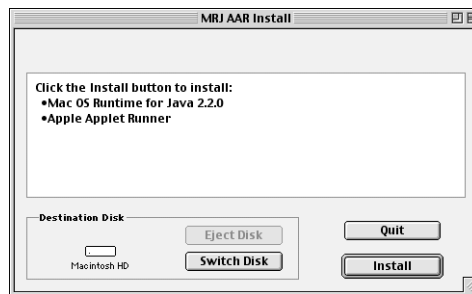 MRJ AAR Install
Click the Install button to install:
•Mac OS Runtime for Java 2.2.0
•Apple Applet Runner
Destination Disk
Eject Disk
Quit
Macintosh HD
Switch Disk
Install